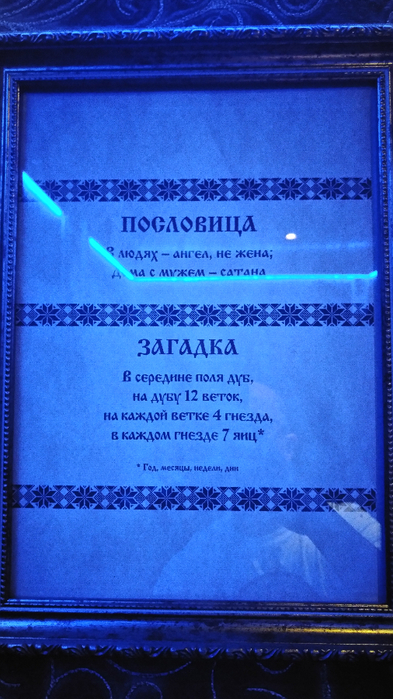 ПОСЛОВИЦА
В людях – ангел, не жена;
Дома с мужем – сатана
ЗАГАДКА
В середине поля дуб,
на дубу 12 веток,
на каждой ветке 4 гнезда,
в каждом гнезде 7 яиц*
* Год, месяцы, недели, дни